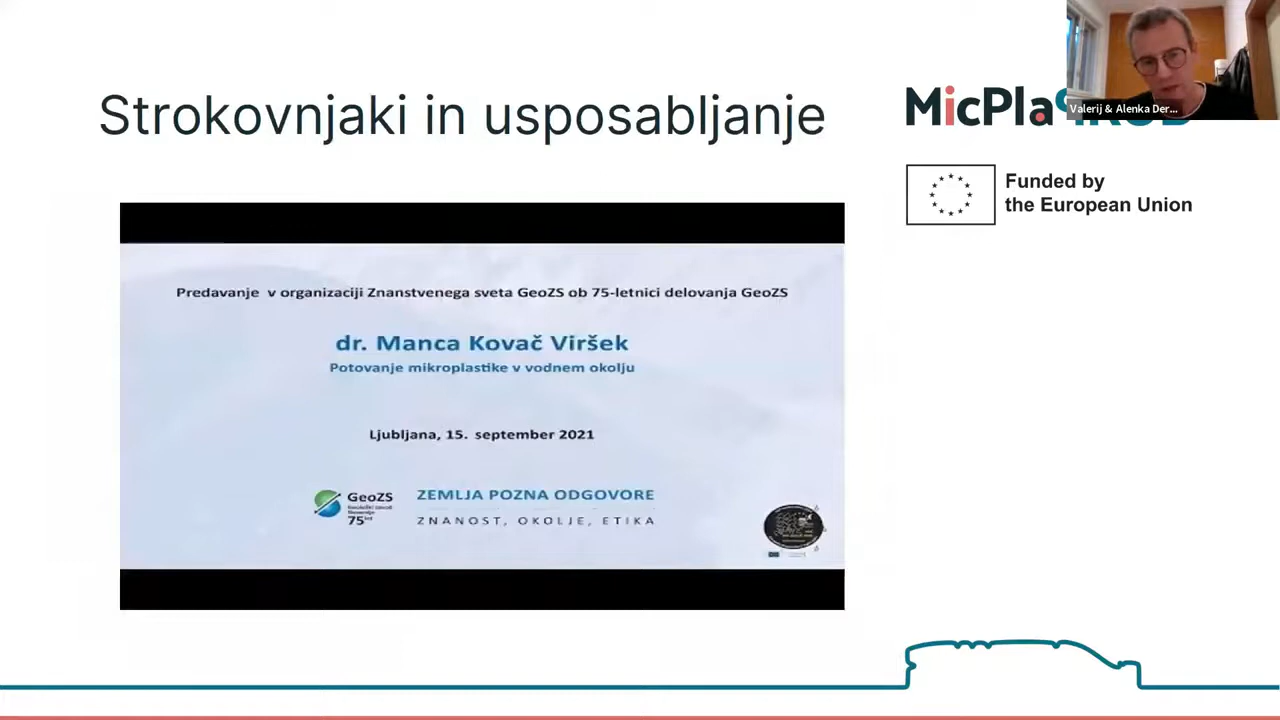 Strokovnjaki in usposabljanje
MicPla
Valerij & Alenka Der...
Funded by
the European Union
Predavanje v organizaciji Znanstvenega sveta GeoZS ob 75-letnici delovanja GeoZS
dr. Manca Kovač Viršek
Potovanje mikroplastike v vodnem okolju
Ljubljana, 15. september 2021
GeoZS
75
ZEMLJA POZNA ODGOVORE
ZNANOST, OKOLJE, ETIKA